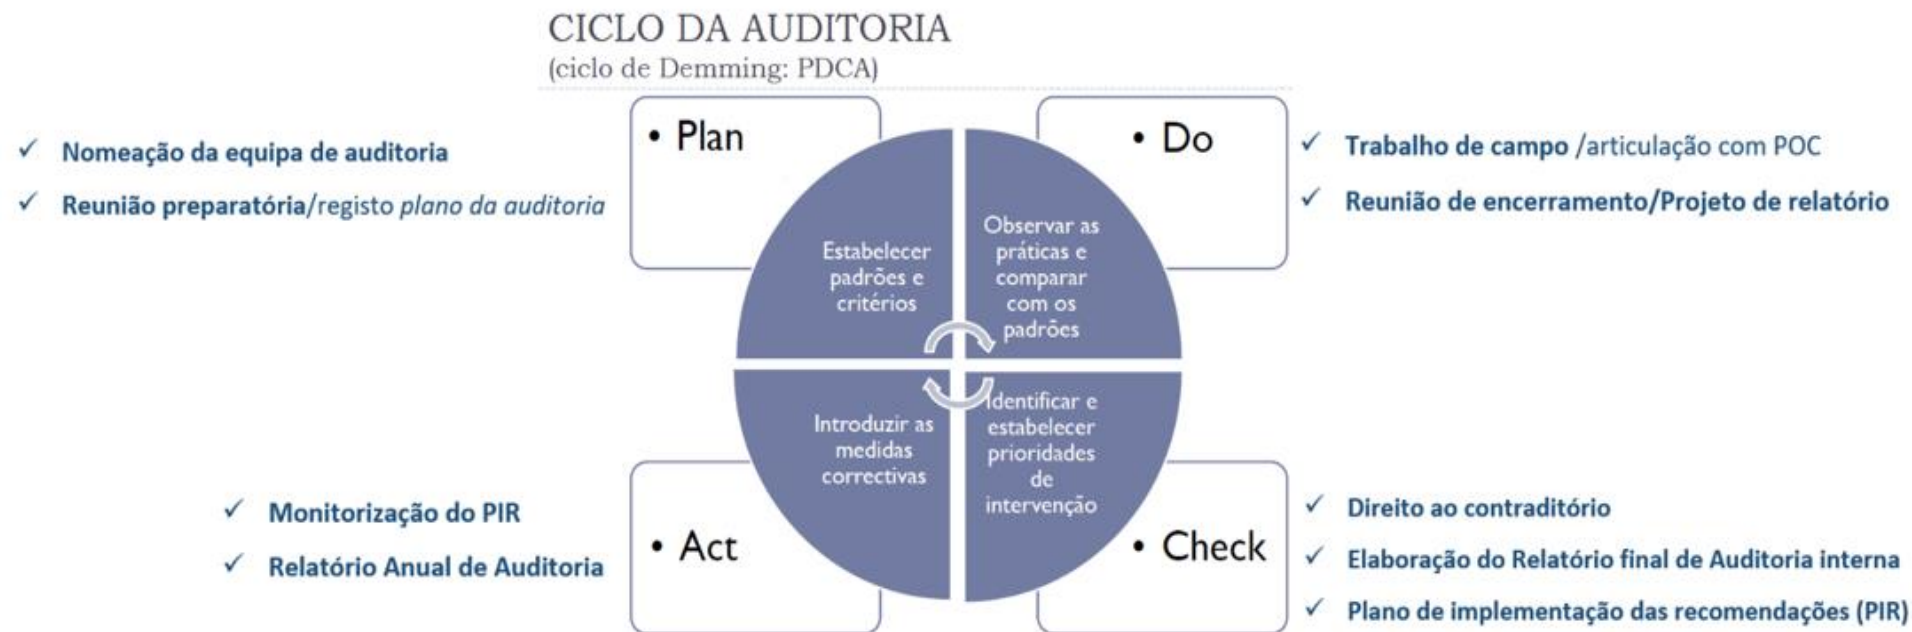 CICLO DA AUDITORIA
(ciclo de Demming: PDCA)
• Plan
✓ Nomeação da equipa de auditoria
✓ Reunião preparatória/registo plano da auditoria
Estabelecer
padrões e
critérios
• Do
✓ Trabalho de campo /articulação com POC
✓ Reunião de encerramento/Projeto de relatório
Observar as
práticas e
comparar
com os
padrões
Identificar e
estabelecer
prioridades
de
intervenção
• Check
✓ Direito ao contraditório
✓ Elaboração do Relatório final de Auditoria interna
✓ Plano de implementação das recomendações (PIR)
Introduzir as
medidas
correctivas
• Act
✓ Monitorização do PIR
✓ Relatório Anual de Auditoria